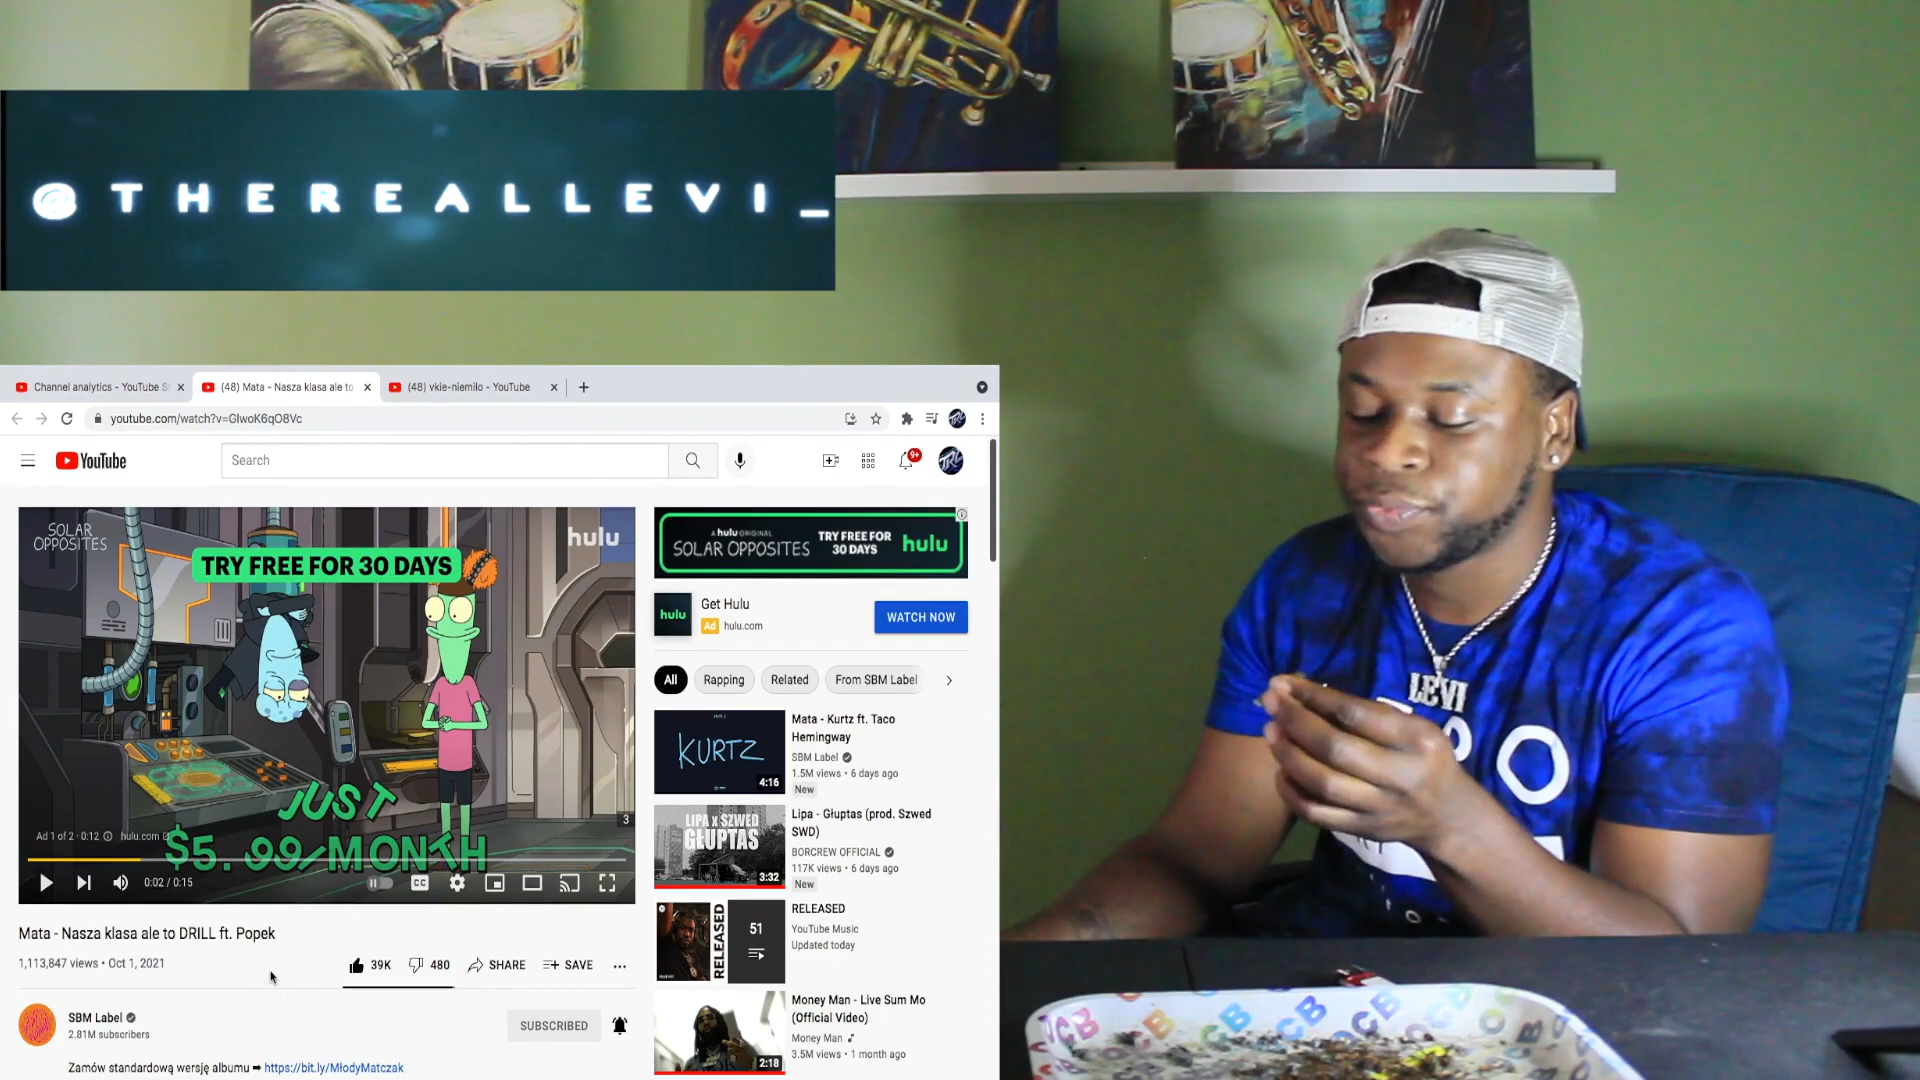 @THEREALLEVI_
Channel analytics - YouTube S
(48) Mata - Nasza klasa ale to
(48) vkie-niemilo - YouTube
youtube.com/watch?v=GlwoK6qO8Vc
YouTube
Search
9+
SOLAR
OPPOSITES
hulu
TRY FREE FOR 30 DAYS
JUST
$5.99/MONTH
3
Ad 1 of 2 · 0:12 hulu.com
0:02 / 0:15
CC
Mata - Nasza klasa ale to DRILL ft. Popek
1,113,847 views • Oct 1, 2021
39K 480 SHARE SAVE
SBM Label
2.81M subscribers
SUBSCRIBED
Zamów standardową wersję albumu ➡ https://bit.ly/MłodyMatczak
A hulu ORIGINAL
SOLAR OPPOSITES
TRY FREE FOR
30 DAYS
hulu
hulu
Get Hulu
Ad hulu.com
WATCH NOW
All Rapping Related From SBM Label
KURTZ
4:16
Mata - Kurtz ft. Taco
Hemingway
SBM Label
1.5M views • 6 days ago
New
LIPA x SZWED
GŁUPTAS
3:32
Lipa - Głuptas (prod. Szwed
SWD)
BORCREW OFFICIAL
117K views • 6 days ago
New
RELEASED
51
RELEASED
YouTube Music
Updated today
2:18
Money Man - Live Sum Mo
(Official Video)
Money Man
3.5M views • 1 month ago
LEVI
OCB